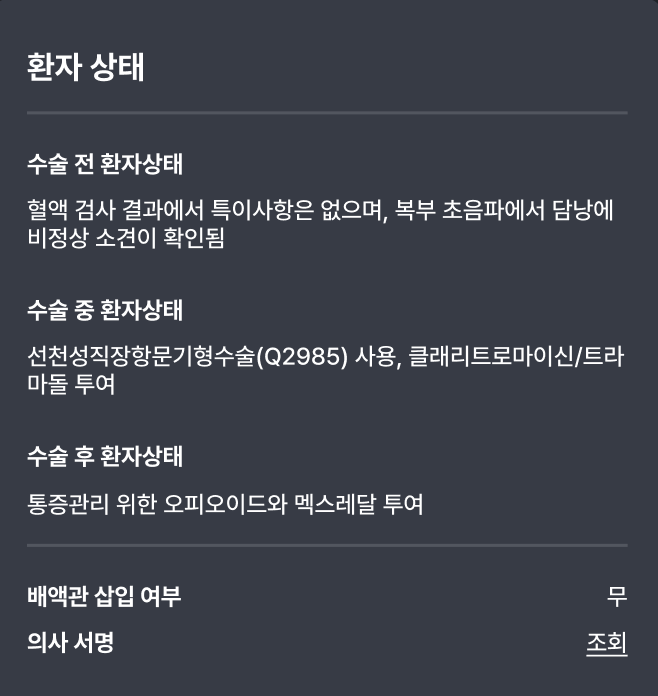 환자 상태
수술 전 환자상태
혈액 검사 결과에서 특이사항은 없으며, 복부 초음파에서 담낭에
비정상 소견이 확인됨
수술 중 환자상태
선천성직장항문기형수술(Q2985) 사용, 클래리트로마이신/트라
마돌 투여
수술 후 환자상태
통증관리 위한 오피오이드와 멕스레달 투여
배액관 삽입 여부 무
의사 서명 조회